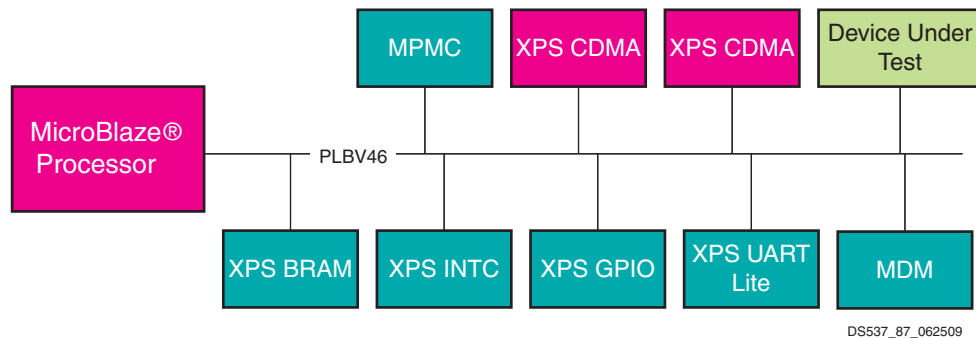 MPMC
XPS CDMA
XPS CDMA
Device Under
Test
MicroBlaze®
Processor
PLBV46
XPS BRAM
XPS INTC
XPS GPIO
XPS UART
Lite
MDM
DS537_87_062509